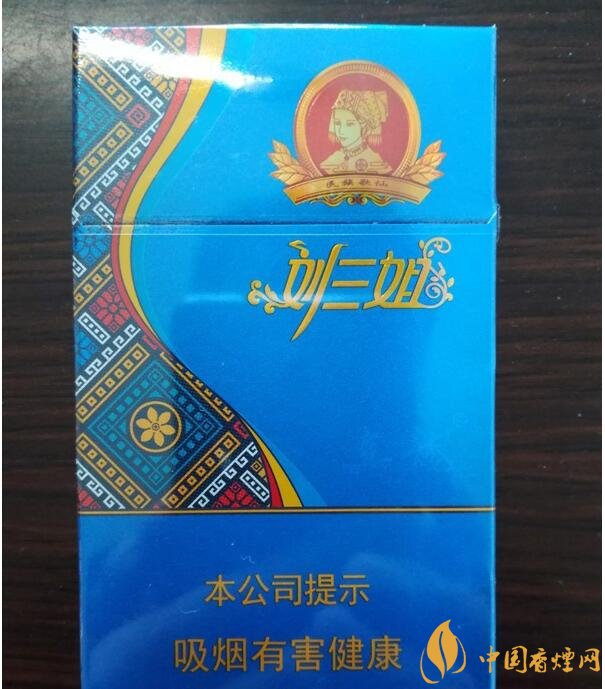 民族歌仙
刘三姐
本公司提示
吸烟有害健康
中国香烟网